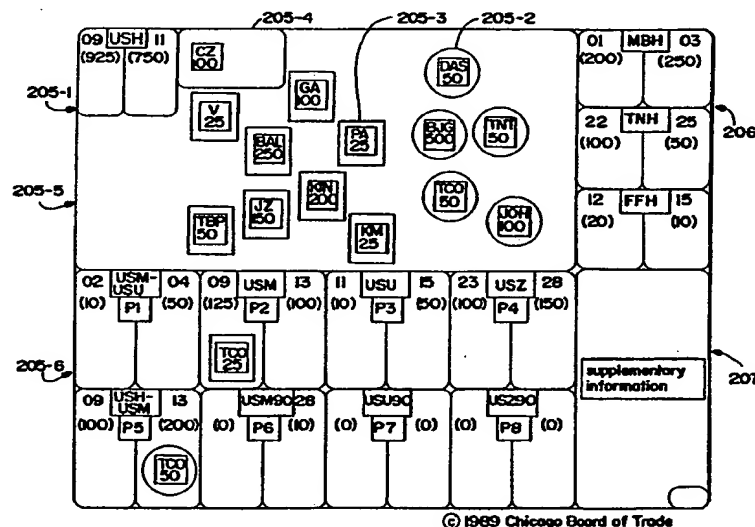 205-4
205-3
205-2
09 USH 11
(925) (750)
CZ
100
DAS
50
01 MBH 03
(200) (250)
205-1
GA
100
V
25
BAL
250
PA
25
BJG
500
TNT
50
206
22 TNH 25
(100) (50)
205-5
KIN
200
TCO
50
JZ
150
TBP
50
KM
25
JOH
100
12 FFH 15
(20) (10)
02 USM-USU 04
(10) P1 (50)
09 USM 13
(125) P2 (100)
11 USU 15
(10) P3 (50)
23 USZ 28
(100) P4 (150)
TCO
25
205-6
supplementary
information
207
09 USH-USM 13
(100) P5 (200)
USM90 28
(0) P6 (10)
USU90
(0) P7 (0)
USZ90
(0) P8 (0)
TCO
50
© 1989 Chicago Board of Trade